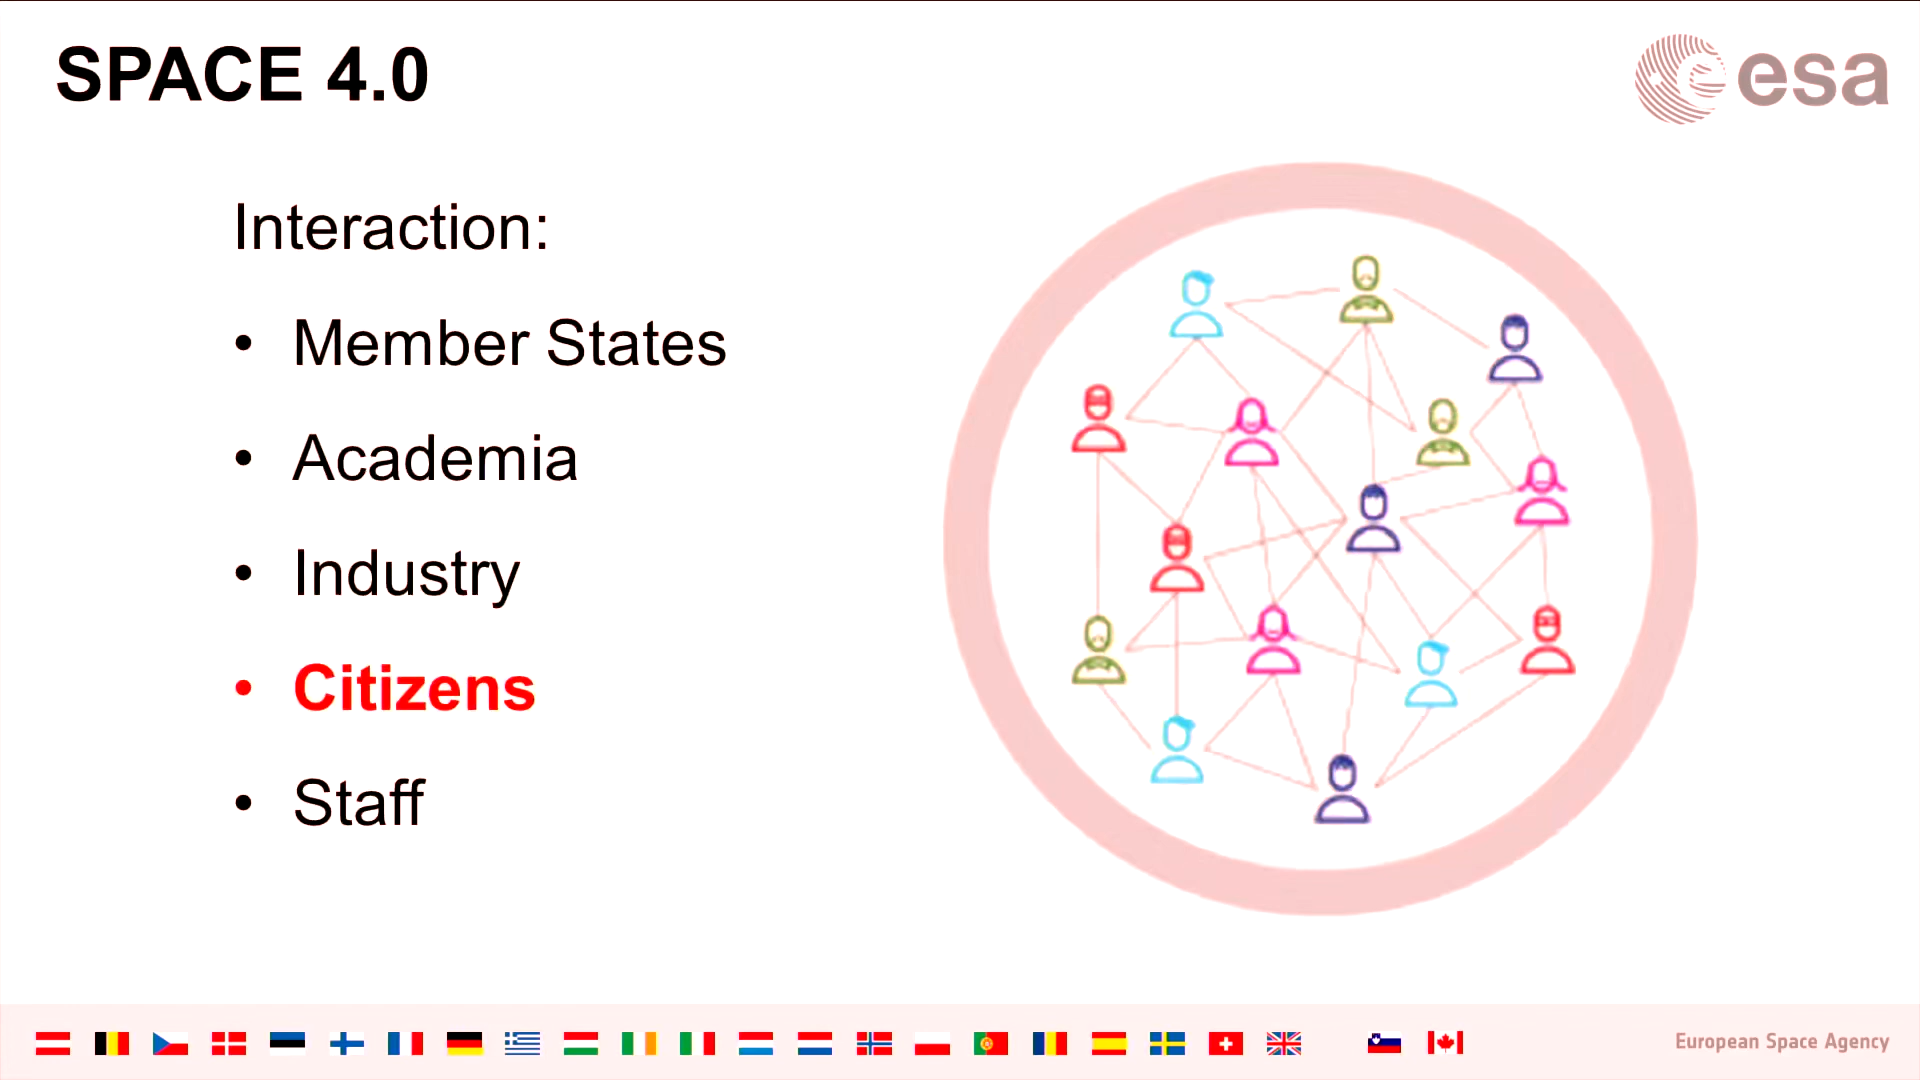 SPACE 4.0
esa
Interaction:
• Member States
• Academia
• Industry
• Citizens
• Staff
European Space Agency